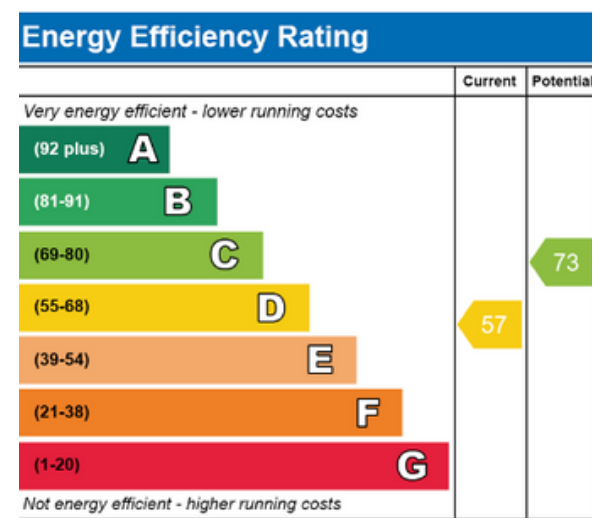 Energy Efficiency Rating
Current Potential
Very energy efficient - lower running costs
(92 plus) A
(81-91) B
(69-80) C
73
(55-68) D
57
(39-54) E
(21-38) F
(1-20) G
Not energy efficient - higher running costs